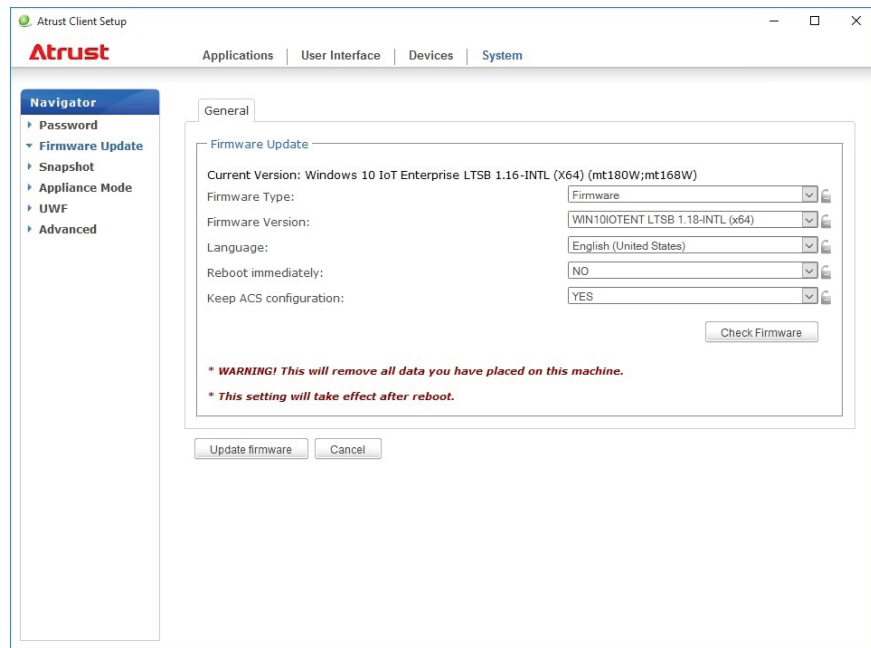 Atrust Client Setup
Atrust
Applications | User Interface | Devices | System
Navigator
Password
Firmware Update
Snapshot
Appliance Mode
UWF
Advanced
General
Firmware Update
Current Version: Windows 10 IoT Enterprise LTSB 1.16-INTL (X64) (mt180W;mt168W)
Firmware Type: Firmware
Firmware Version: WIN10IOTENT LTSB 1.18-INTL (x64)
Language: English (United States)
Reboot immediately: NO
Keep ACS configuration: YES
Check Firmware
* WARNING! This will remove all data you have placed on this machine.
* This setting will take effect after reboot.
Update firmware Cancel